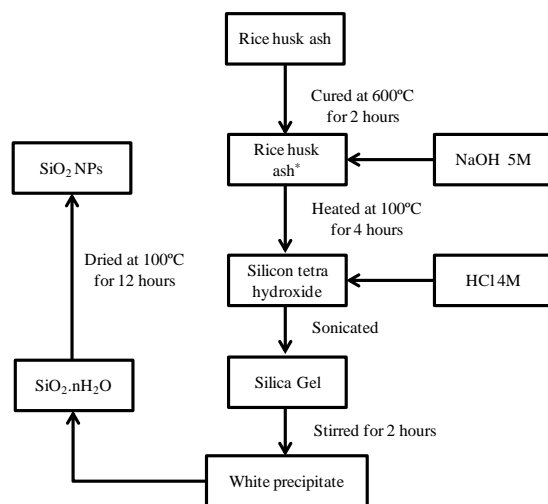 Rice husk ash
Cured at 600ºC
for 2 hours
Rice husk
ash*
NaOH 5M
Heated at 100ºC
for 4 hours
Silicon tetra
hydroxide
HCl 4M
Sonicated
Silica Gel
Stirred for 2 hours
White precipitate
SiO₂.nH₂O
Dried at 100ºC
for 12 hours
SiO₂ NPs